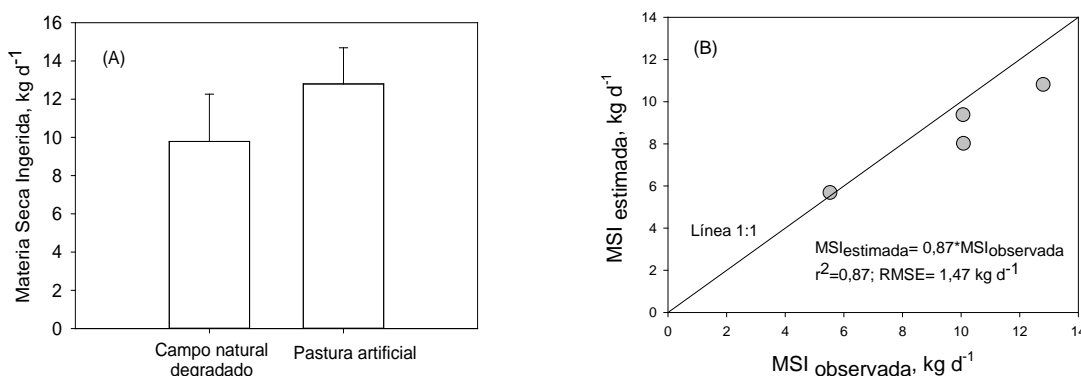 Materia Seca Ingerida, kg d-1
16
14
12
10
8
6
4
2
0
(A)
Campo natural
degradado
Pastura artificial
MSI estimada, kg d-1
14
12
10
8
6
4
2
0
(B)
Línea 1:1
MSIestimada= 0,87*MSIobservada
r2=0,87; RMSE= 1,47 kg d-1
0 2 4 6 8 10 12 14
MSI observada, kg d-1